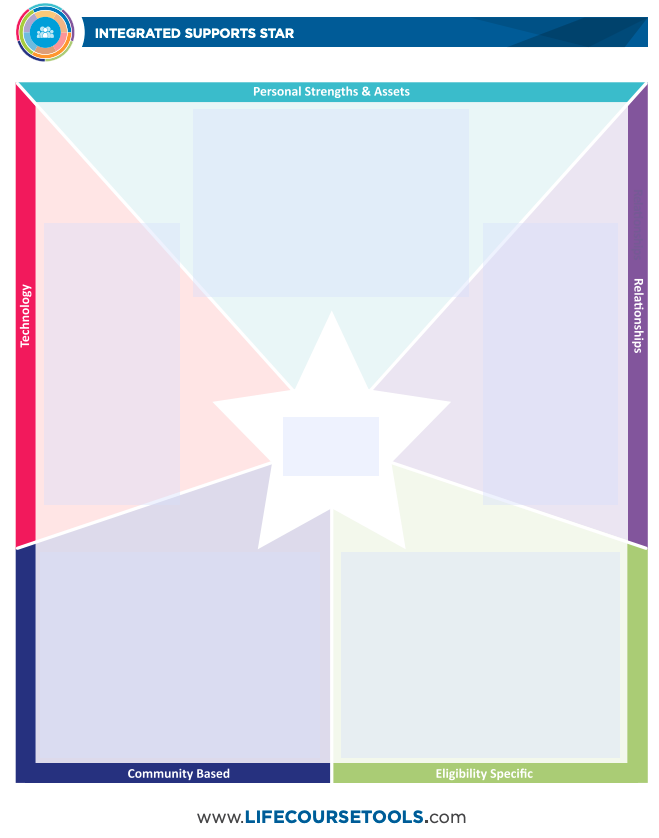 INTEGRATED SUPPORTS STAR
Personal Strengths & Assets
Technology
Relationships
Community Based
Eligibility Specific
www.LIFECOURSETOOLS.com